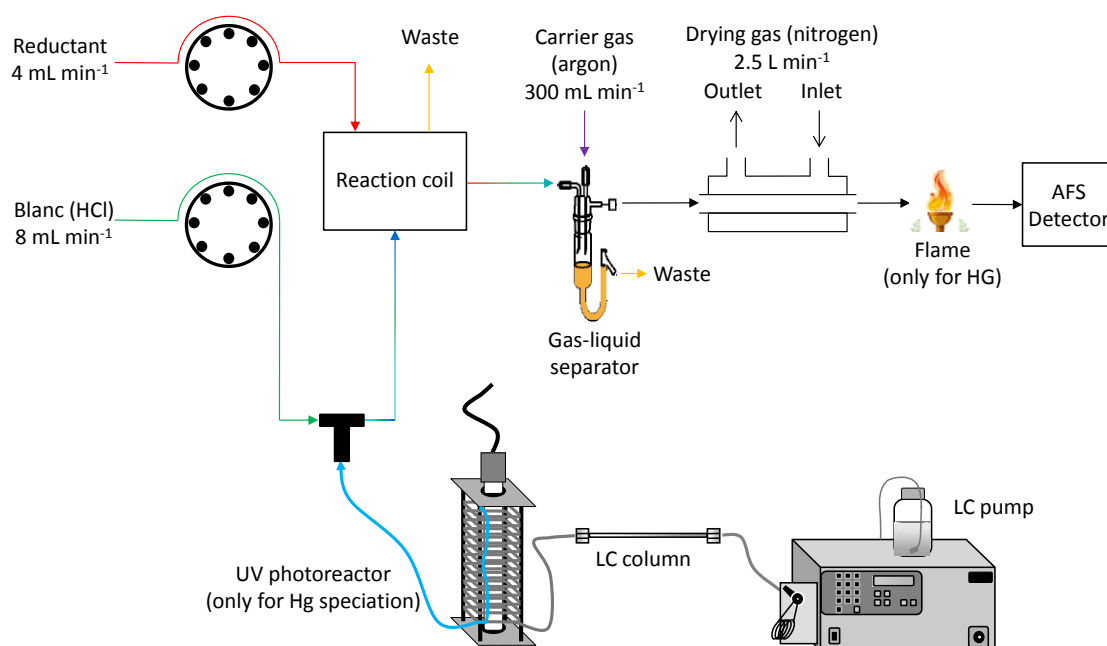 Reductant
4 mL min-1
Waste
Carrier gas
(argon)
300 mL min-1
Drying gas (nitrogen)
2.5 L min-1
Outlet
Inlet
Reaction coil
Blanc (HCl)
8 mL min-1
AFS
Detector
Flame
(only for HG)
Waste
Gas-liquid
separator
LC pump
LC column
UV photoreactor
(only for Hg speciation)